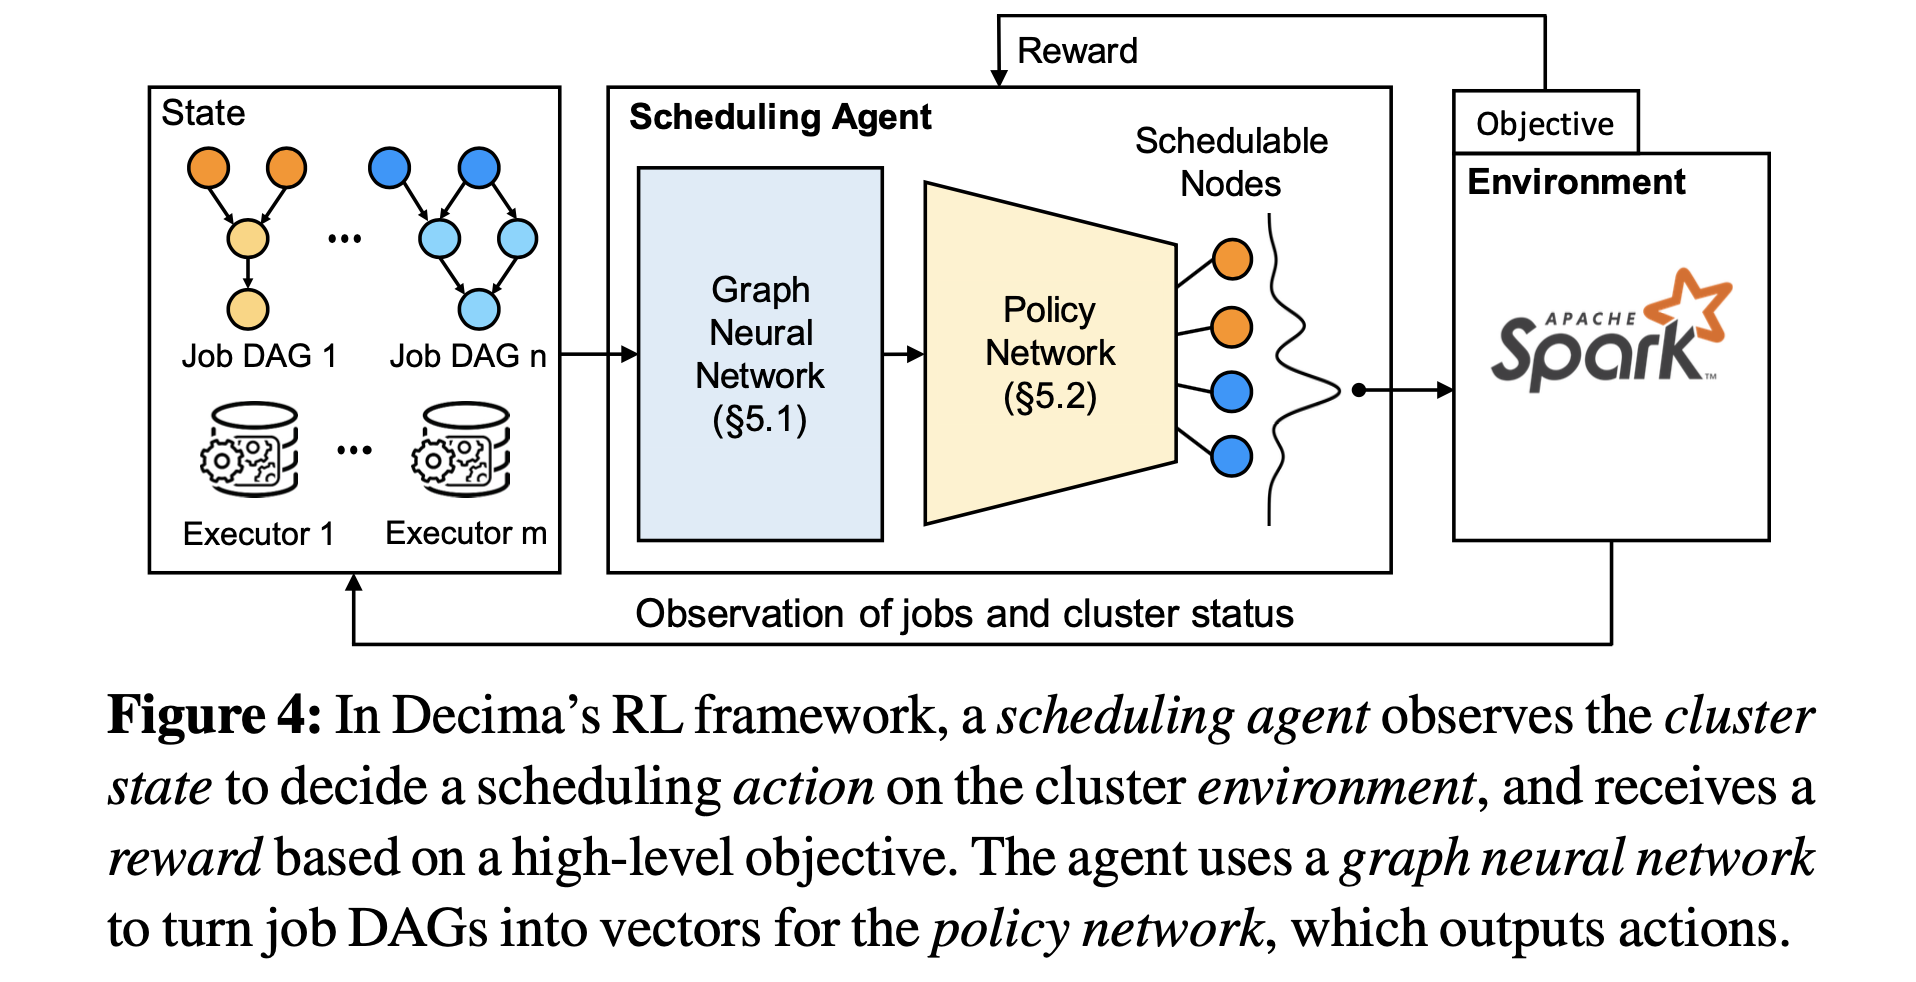 Reward
State
Scheduling Agent
Objective
Schedulable
Nodes
Environment
...
Graph
Neural
Network
(§5.1)
Policy
Network
(§5.2)
APACHE
Spark™
Job DAG 1
Job DAG n
...
Executor 1
Executor m
Observation of jobs and cluster status
Figure 4: In Decima’s RL framework, a scheduling agent observes the cluster
state to decide a scheduling action on the cluster environment, and receives a
reward based on a high-level objective. The agent uses a graph neural network
to turn job DAGs into vectors for the policy network, which outputs actions.